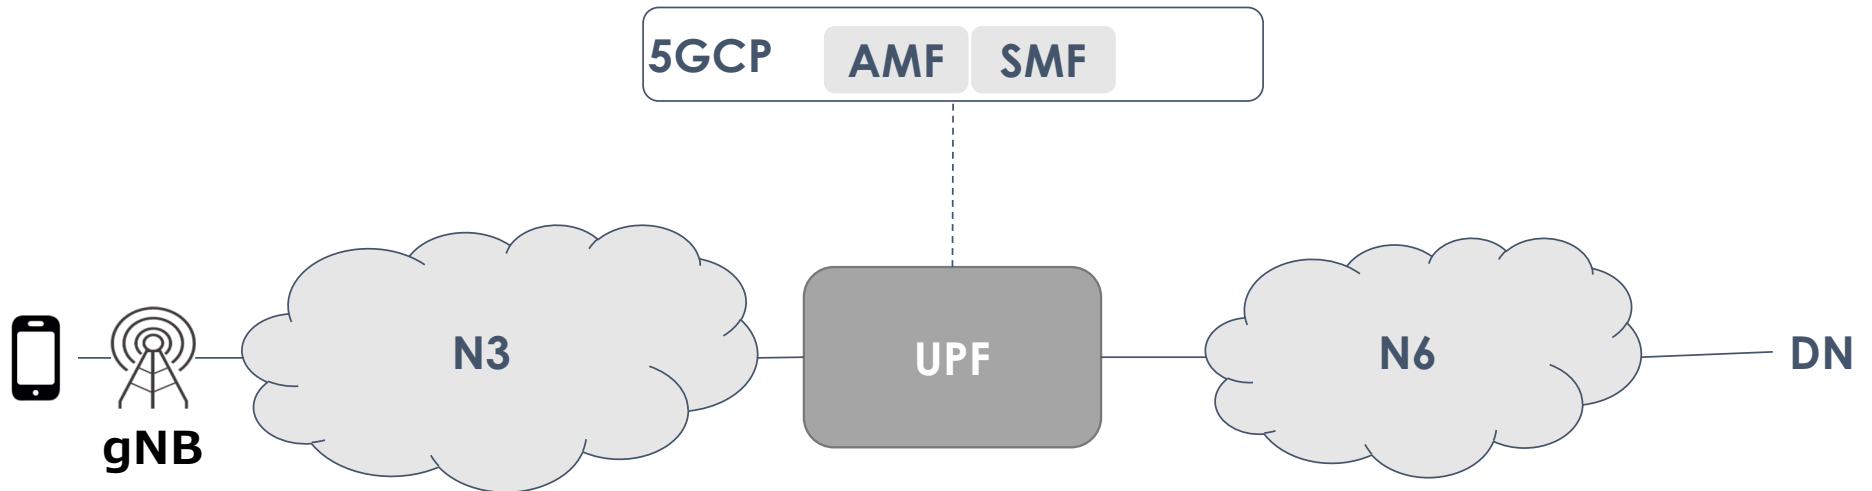 5GCP
AMF
SMF
N3
UPF
N6
DN
gNB